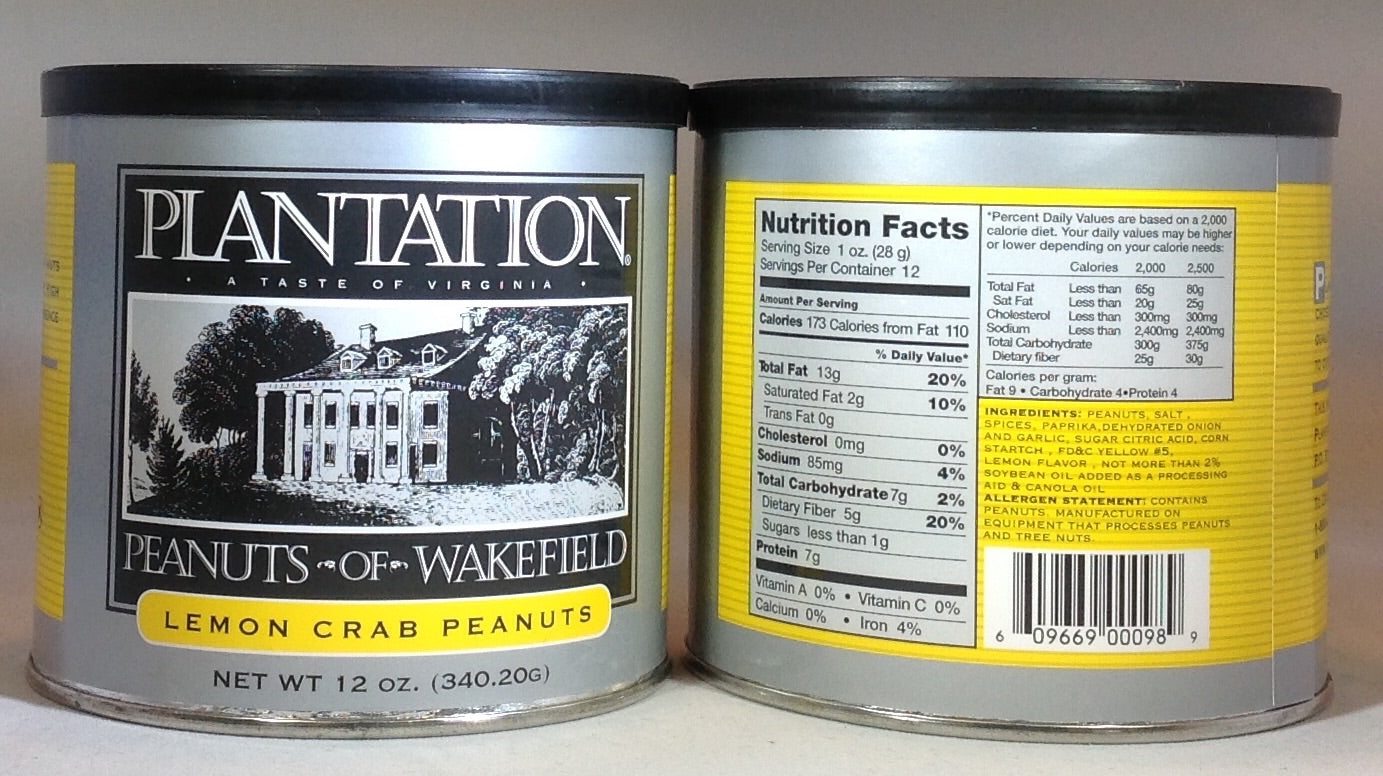 PLANTATION®
• A TASTE OF VIRGINIA •
PEANUTS OF WAKEFIELD
LEMON CRAB PEANUTS
NET WT 12 OZ. (340.20G)
Nutrition Facts
Serving Size 1 oz. (28 g)
Servings Per Container 12
Amount Per Serving
Calories 173 Calories from Fat 110
% Daily Value*
Total Fat 13g 20%
Saturated Fat 2g 10%
Trans Fat 0g
Cholesterol 0mg 0%
Sodium 85mg 4%
Total Carbohydrate 7g 2%
Dietary Fiber 5g 20%
Sugars less than 1g
Protein 7g
Vitamin A 0% • Vitamin C 0%
Calcium 0% • Iron 4%
*Percent Daily Values are based on a 2,000
calorie diet. Your daily values may be higher
or lower depending on your calorie needs:
Calories 2,000 2,500
Total Fat Less than 65g 80g
Sat Fat Less than 20g 25g
Cholesterol Less than 300mg 300mg
Sodium Less than 2,400mg 2,400mg
Total Carbohydrate 300g 375g
Dietary fiber 25g 30g
Calories per gram:
Fat 9 • Carbohydrate 4•Protein 4
INGREDIENTS: PEANUTS, SALT ,
SPICES, PAPRIKA,DEHYDRATED ONION
AND GARLIC, SUGAR CITRIC ACID, CORN
STARTCH , FD&C YELLOW #5,
LEMON FLAVOR , NOT MORE THAN 2%
SOYBEAN OIL ADDED AS A PROCESSING
AID & CANOLA OIL
ALLERGEN STATEMENT: CONTAINS
PEANUTS. MANUFACTURED ON
EQUIPMENT THAT PROCESSES PEANUTS
AND TREE NUTS.
6 09669 00098 9